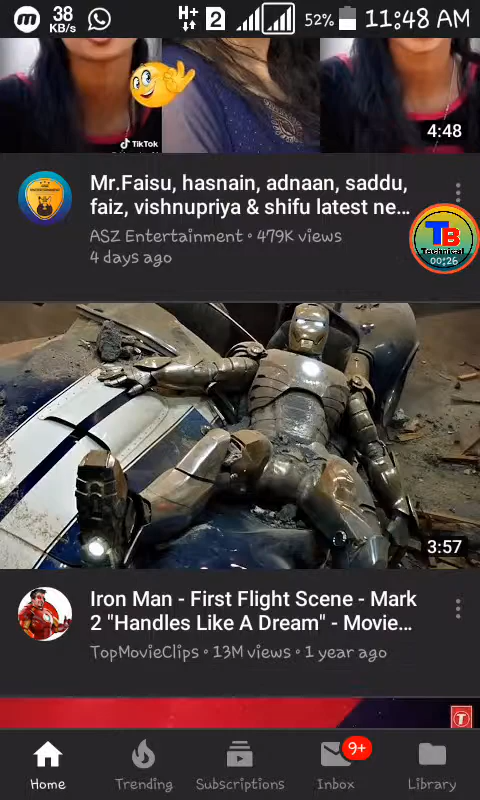 38
KB/s
H+
2
52%
11:48 AM
TikTok
4:48
Mr.Faisu, hasnain, adnaan, saddu,
faiz, vishnupriya & shifu latest ne...
ASZ Entertainment • 479K views
4 days ago
TB
Technical
00:26
3:57
Iron Man - First Flight Scene - Mark
2 "Handles Like A Dream" - Movie...
TopMovieClips • 13M views • 1 year ago
T
9+
Home
Trending
Subscriptions
Inbox
Library